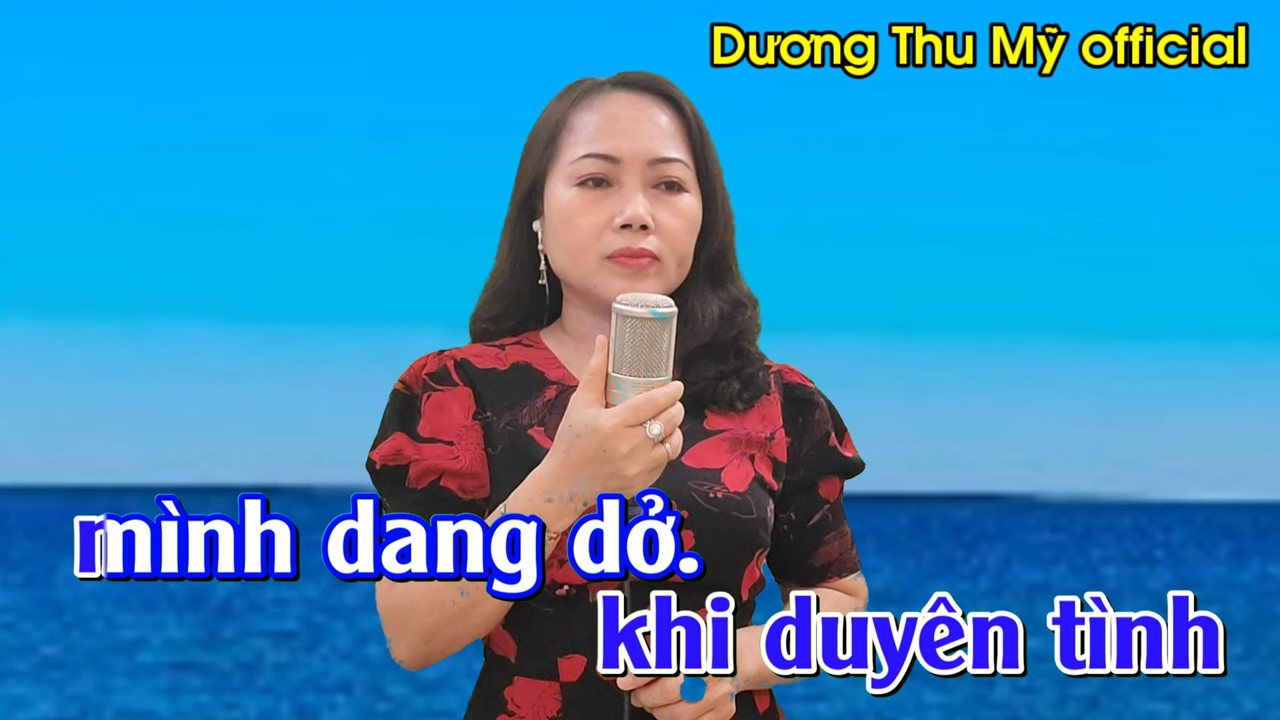 Dương Thu Mỹ official
mình dang dở.
khi duyên tình